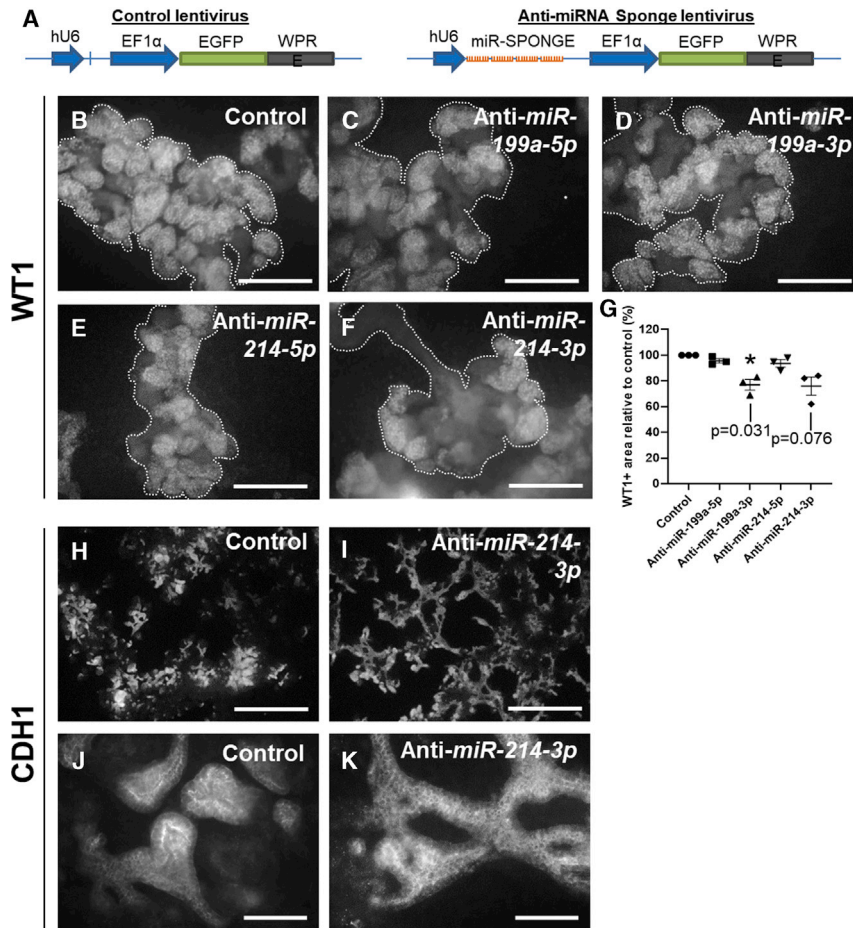 A
Control lentivirus
Anti-miRNA Sponge lentivirus
hU6
EF1α
EGFP
WPR
E
hU6
miR-SPONGE
EF1α
EGFP
WPR
E
WT1
B
Control
C
Anti-miR-
199a-5p
D
Anti-miR-
199a-3p
E
Anti-miR-
214-5p
F
Anti-miR-
214-3p
G
WT1+ area relative to control (%)
120
100
80
60
40
20
0
*
p=0.031
p=0.076
Control
Anti-miR-199a-5p
Anti-miR-199a-3p
Anti-miR-214-5p
Anti-miR-214-3p
CDH1
H
Control
I
Anti-miR-214-
3p
J
Control
K
Anti-miR-214-3p